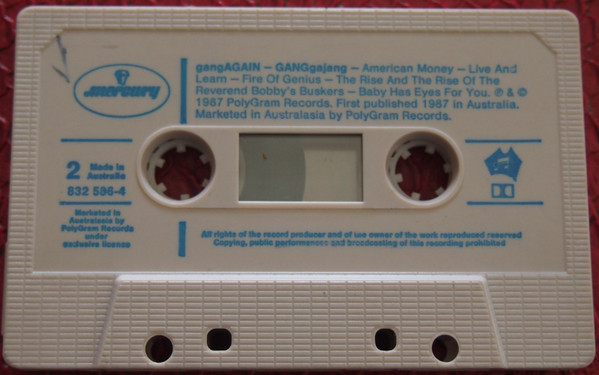 gangAGAIN – GANGgajang – American Money – Live And
Learn – Fire Of Genius – The Rise And The Rise Of The
Reverend Bobby's Buskers – Baby Has Eyes For You. ℗ & ©
1987 PolyGram Records. First published 1987 in Australia.
Marketed in Australasia by PolyGram Records.
mercury
2 Made in
Australia
832 586-4
Marketed in
Australasia by
PolyGram Records
under
exclusive licence
All rights of the record producer and of the owner of the work reproduced reserved
Copying, public performances and broadcasting of this recording prohibited